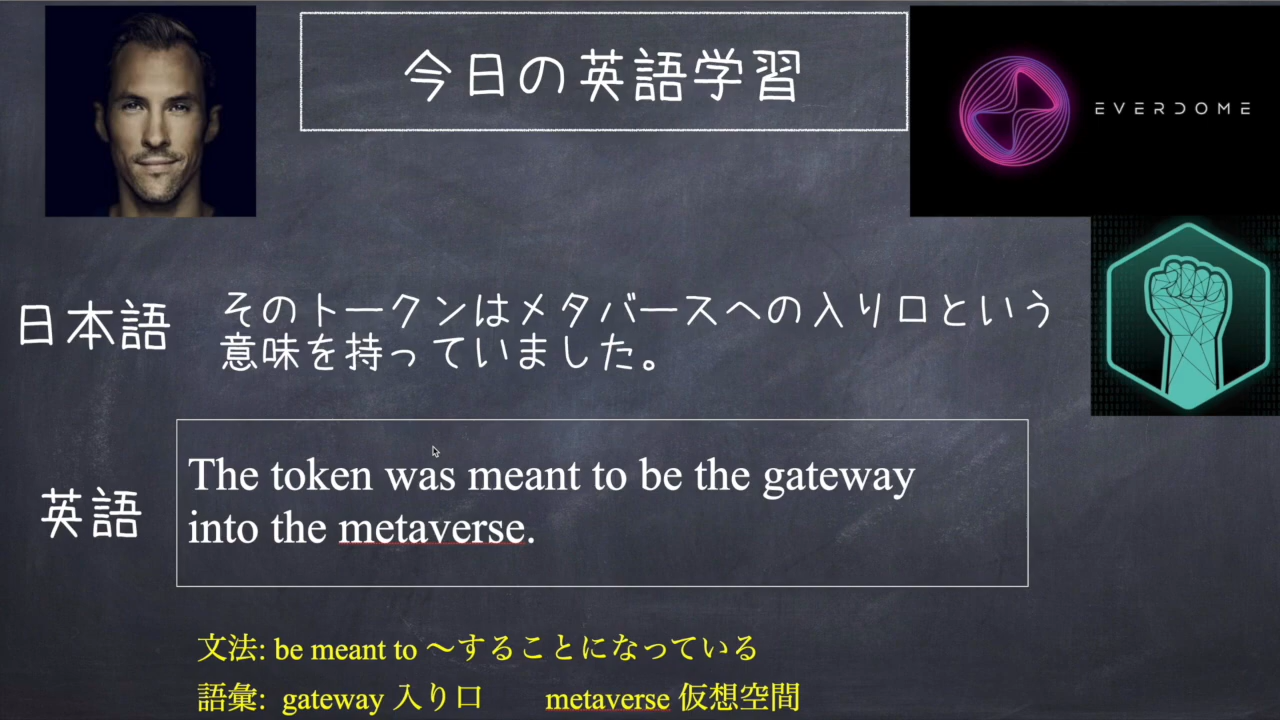 今日の英語学習
EVERDOME
日本語
そのトークンはメタバースへの入り口という
意味を持っていました。
英語
The token was meant to be the gateway
into the metaverse.
文法: be meant to 〜することになっている
語彙: gateway 入り口 metaverse 仮想空間